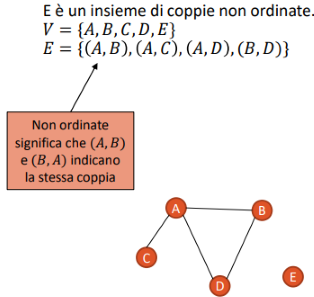 E è un insieme di coppie non ordinate.
V = {A, B, C, D, E}
E = {(A, B), (A, C), (A, D), (B, D)}
Non ordinate
significa che (A, B)
e (B, A) indicano
la stessa coppia
A
B
C
E
D